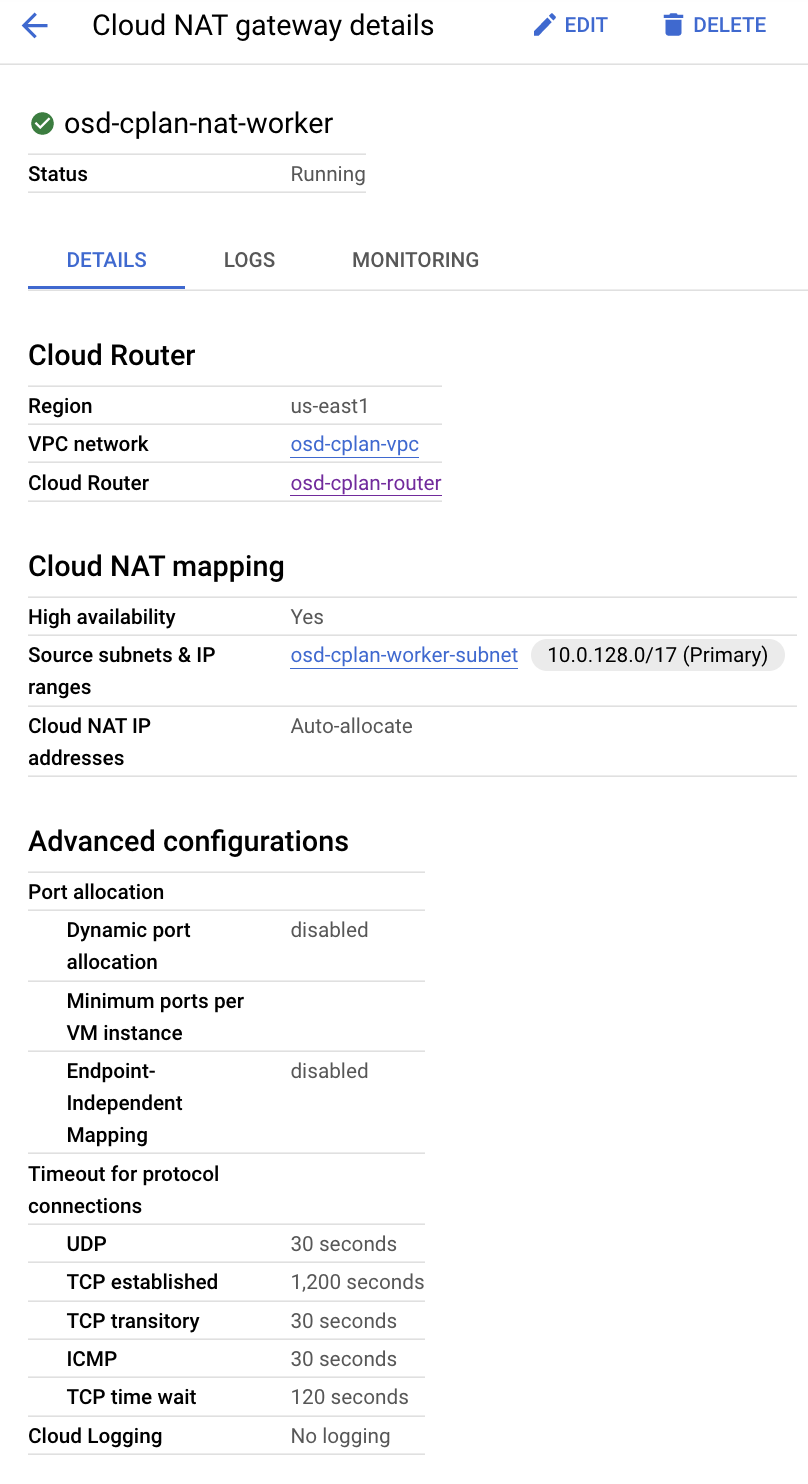 Cloud NAT gateway details EDIT DELETE
osd-cplan-nat-worker
Status Running
DETAILS LOGS MONITORING
Cloud Router
Region us-east1
VPC network osd-cplan-vpc
Cloud Router osd-cplan-router
Cloud NAT mapping
High availability Yes
Source subnets & IP osd-cplan-worker-subnet 10.0.128.0/17 (Primary)
ranges
Cloud NAT IP Auto-allocate
addresses
Advanced configurations
Port allocation
Dynamic port disabled
allocation
Minimum ports per
VM instance
Endpoint- disabled
Independent
Mapping
Timeout for protocol
connections
UDP 30 seconds
TCP established 1,200 seconds
TCP transitory 30 seconds
ICMP 30 seconds
TCP time wait 120 seconds
Cloud Logging No logging